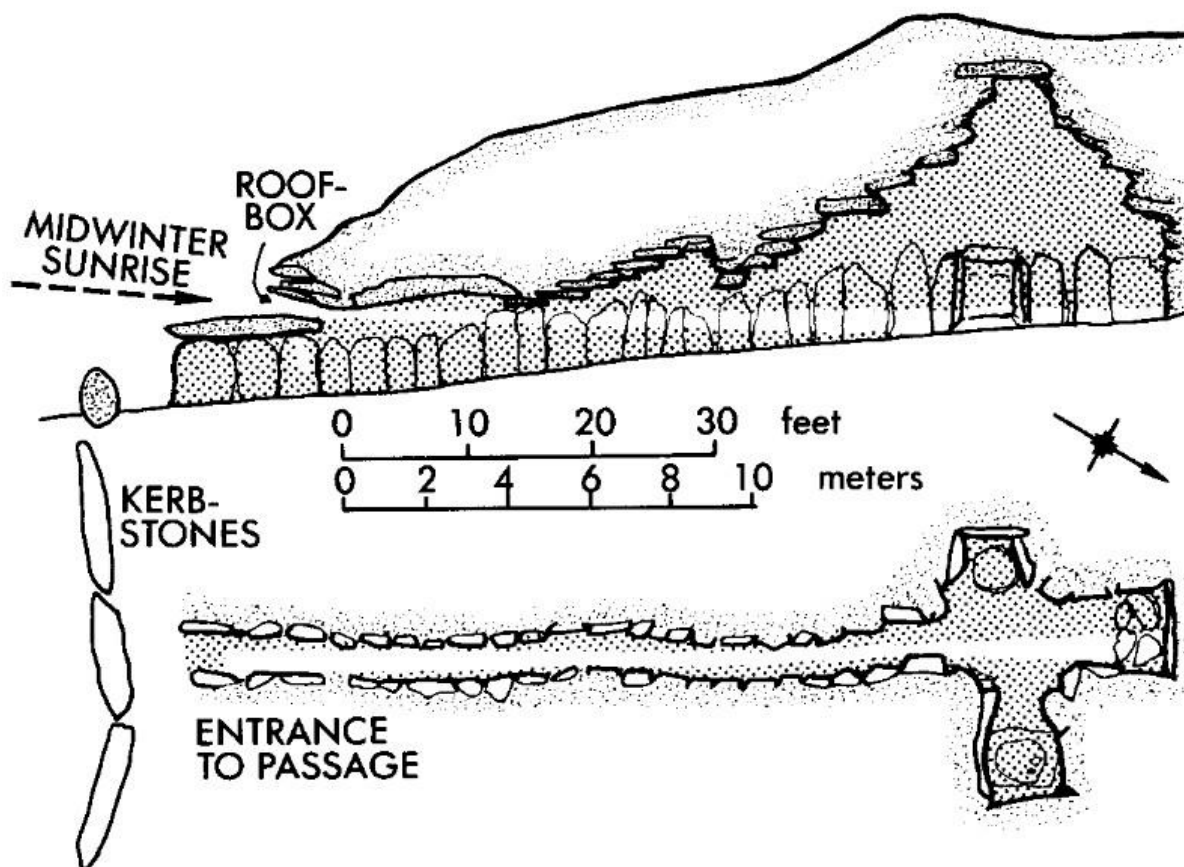 ROOF-
BOX
MIDWINTER
SUNRISE
0 10 20 30 feet
0 2 4 6 8 10 meters
KERB-
STONES
ENTRANCE
TO PASSAGE